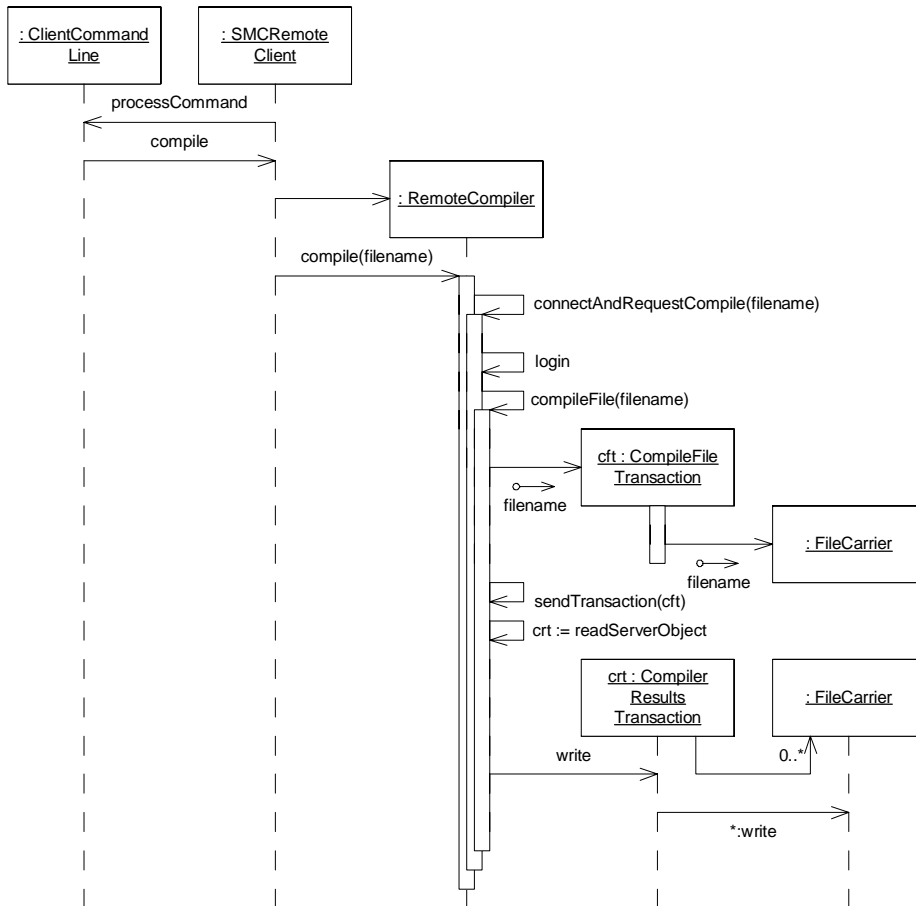 : ClientCommand
Line
: SMCRemote
Client
processCommand
compile
: RemoteCompiler
compile(filename)
connectAndRequestCompile(filename)
login
compileFile(filename)
cft : CompileFile
Transaction
filename
: FileCarrier
filename
sendTransaction(cft)
crt := readServerObject
crt : Compiler
Results
Transaction
: FileCarrier
write
0..*
*:write